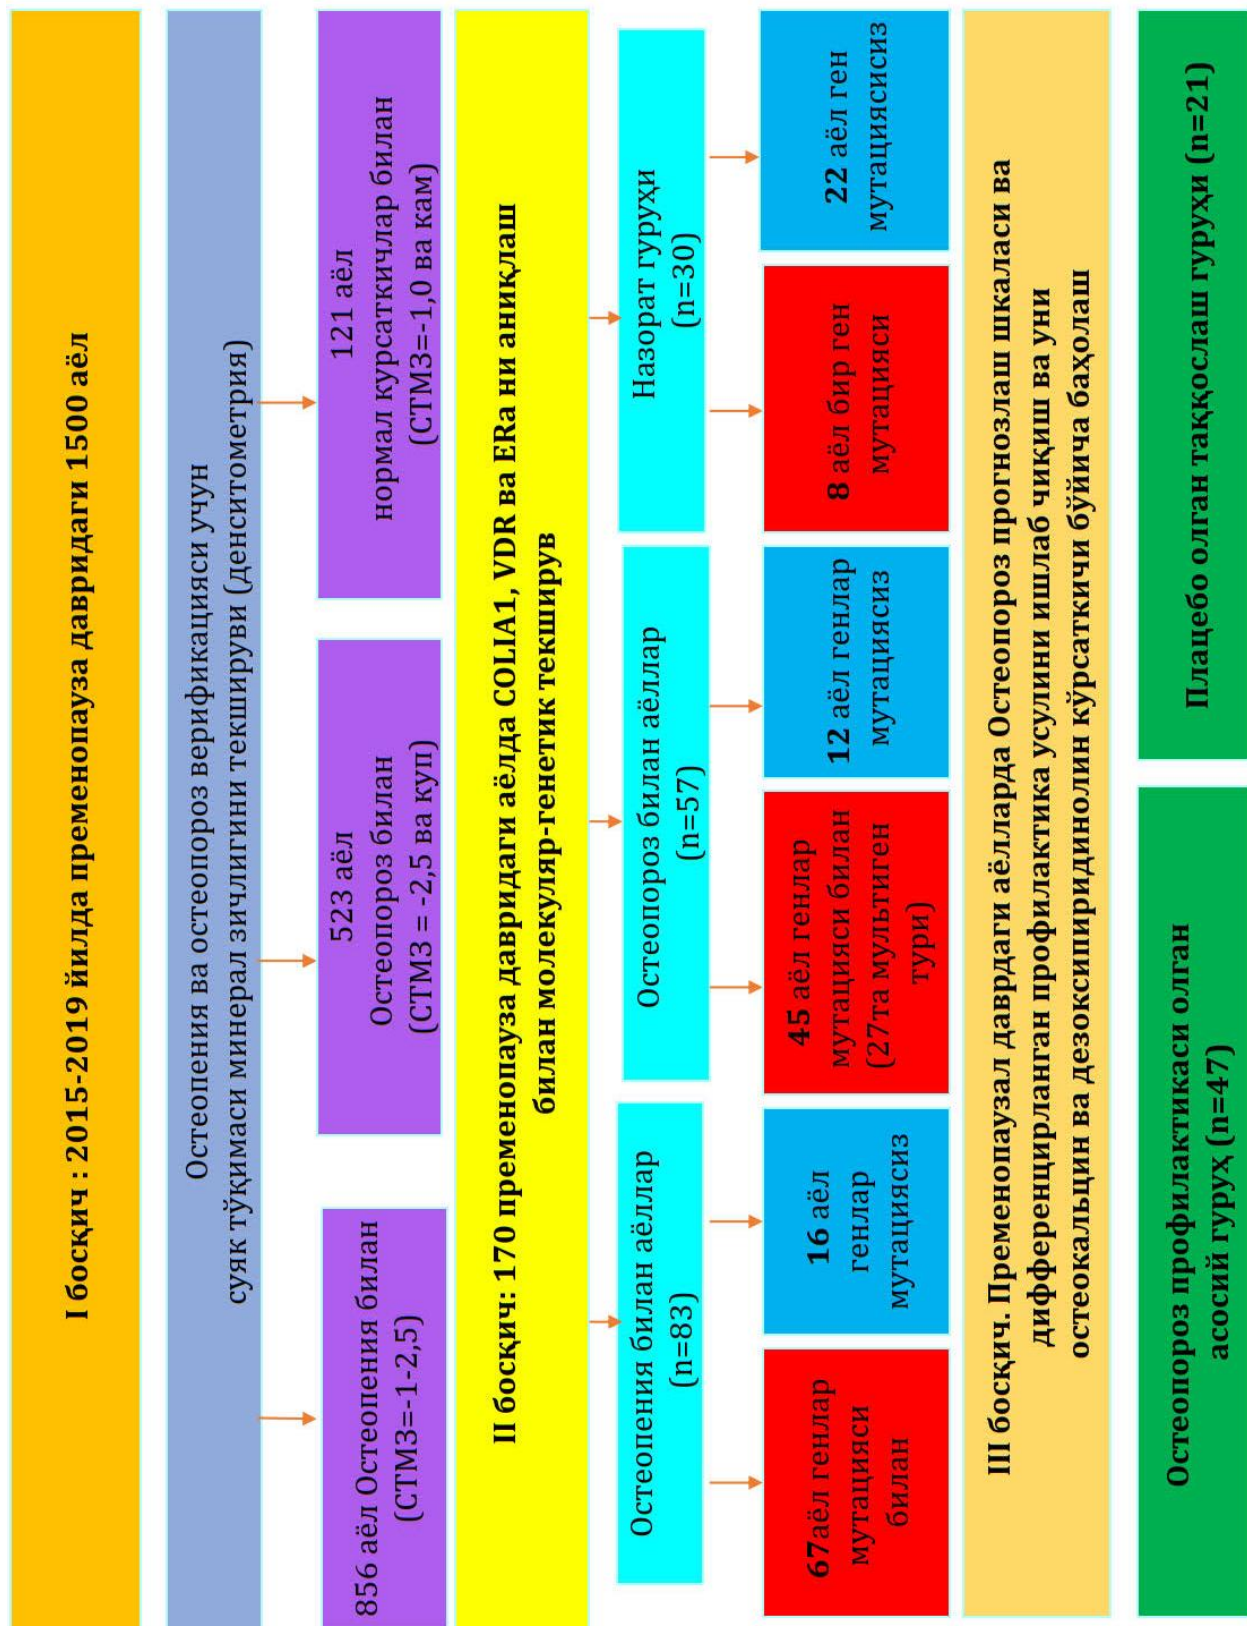 I босқич : 2015-2019 йилда пременопауза давридаги 1500 аёл
Остеопения ва остеопороз верификацияси учун
суяк тўқимаси минерал зичлигини текшируви (денситометрия)
856 аёл Остеопения билан
(СТМЗ=-1-2,5)
523 аёл
Остеопороз билан
(СТМЗ = -2,5 ва куп)
121 аёл
нормал курсаткичлар билан
(СТМЗ=-1,0 ва кам)
II босқич: 170 пременопауза давридаги аёлда COLIA1, VDR ва ERa ни аниқлаш
билан молекуляр-генетик текширув
Остеопения билан аёллар
(n=83)
Остеопороз билан аёллар
(n=57)
Назорат гуруҳи
(n=30)
67аёл генлар
мутацияси
билан
16 аёл
генлар
мутациясиз
45 аёл генлар
мутацияси билан
(27та мультиген
тури)
12 аёл генлар
мутациясиз
8 аёл бир ген
мутацияси
22 аёл ген
мутациясисиз
III босқич. Пременопаузал даврдаги аёлларда Остеопороз прогнозлаш шкаласи ва
дифференцирланган профилактика усулини ишлаб чиқиш ва уни
остеокальцин ва дезоксипиридинолин кўрсаткичи бўйича баҳолаш
Остеопороз профилактикаси олган
асосий гуруҳ (n=47)
Плацебо олган таққослаш гуруҳи (n=21)